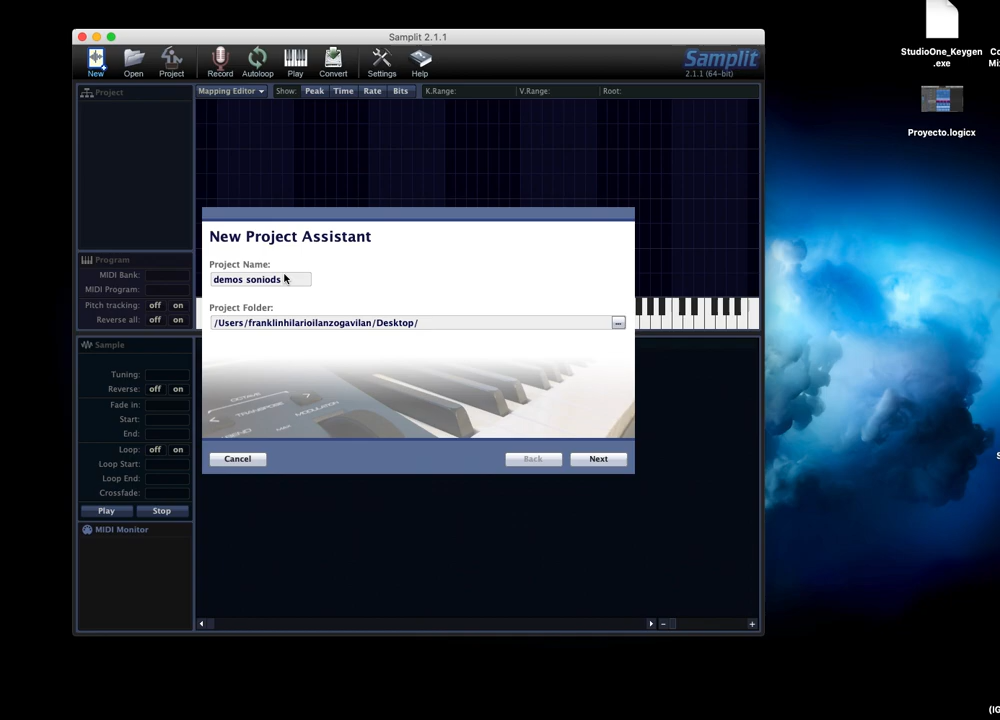 Samplit 2.1.1
New
Open
Project
Record
Autoloop
Play
Convert
Settings
Help
Samplit
2.1.1 (64-bit)
Project
Mapping Editor
Show:
Peak
Time
Rate
Bits
K.Range:
V.Range:
Root:
New Project Assistant
Project Name:
demos soniods
Project Folder:
/Users/franklinhilarioilanzogavilan/Desktop/
...
OCTAVE
TRANSPOSE
MODULATION
Cancel
Back
Next
Program
MIDI Bank:
MIDI Program:
Pitch tracking: off on
Reverse all: off on
Sample
Tuning:
Reverse: off on
Fade in:
Start:
End:
Loop: off on
Loop Start:
Loop End:
Crossfade:
Play
Stop
MIDI Monitor
StudioOne_Keygen
.exe
Proyecto.logicx